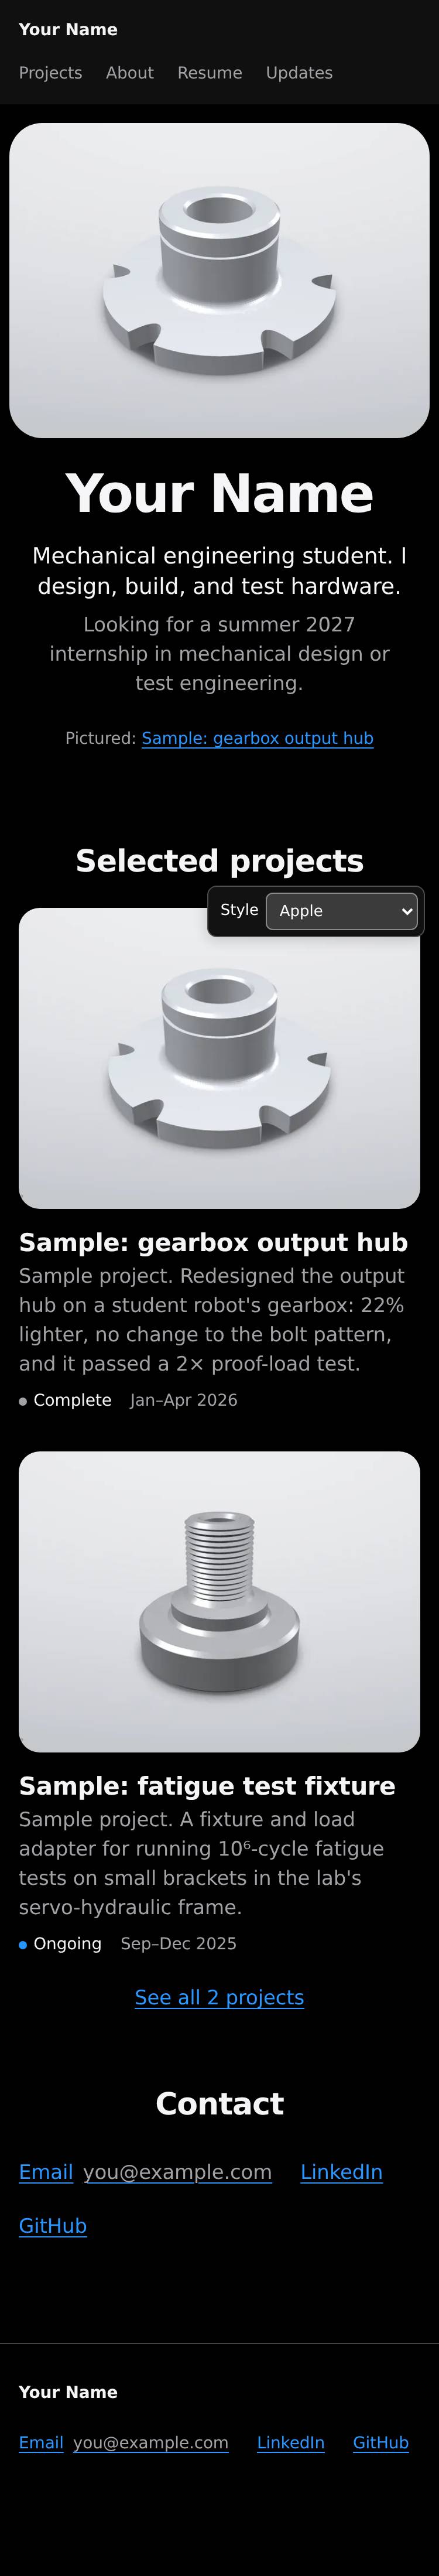 Your Name
Projects About Resume Updates
Your Name
Mechanical engineering student. I
design, build, and test hardware.
Looking for a summer 2027
internship in mechanical design or
test engineering.
Pictured: Sample: gearbox output hub
Selected projects
Style Apple
Sample: gearbox output hub
Sample project. Redesigned the output
hub on a student robot's gearbox: 22%
lighter, no change to the bolt pattern,
and it passed a 2× proof-load test.
Complete Jan–Apr 2026
Sample: fatigue test fixture
Sample project. A fixture and load
adapter for running 10⁶-cycle fatigue
tests on small brackets in the lab's
servo-hydraulic frame.
Ongoing Sep–Dec 2025
See all 2 projects
Contact
Email you@example.com LinkedIn
GitHub
Your Name
Email you@example.com LinkedIn GitHub